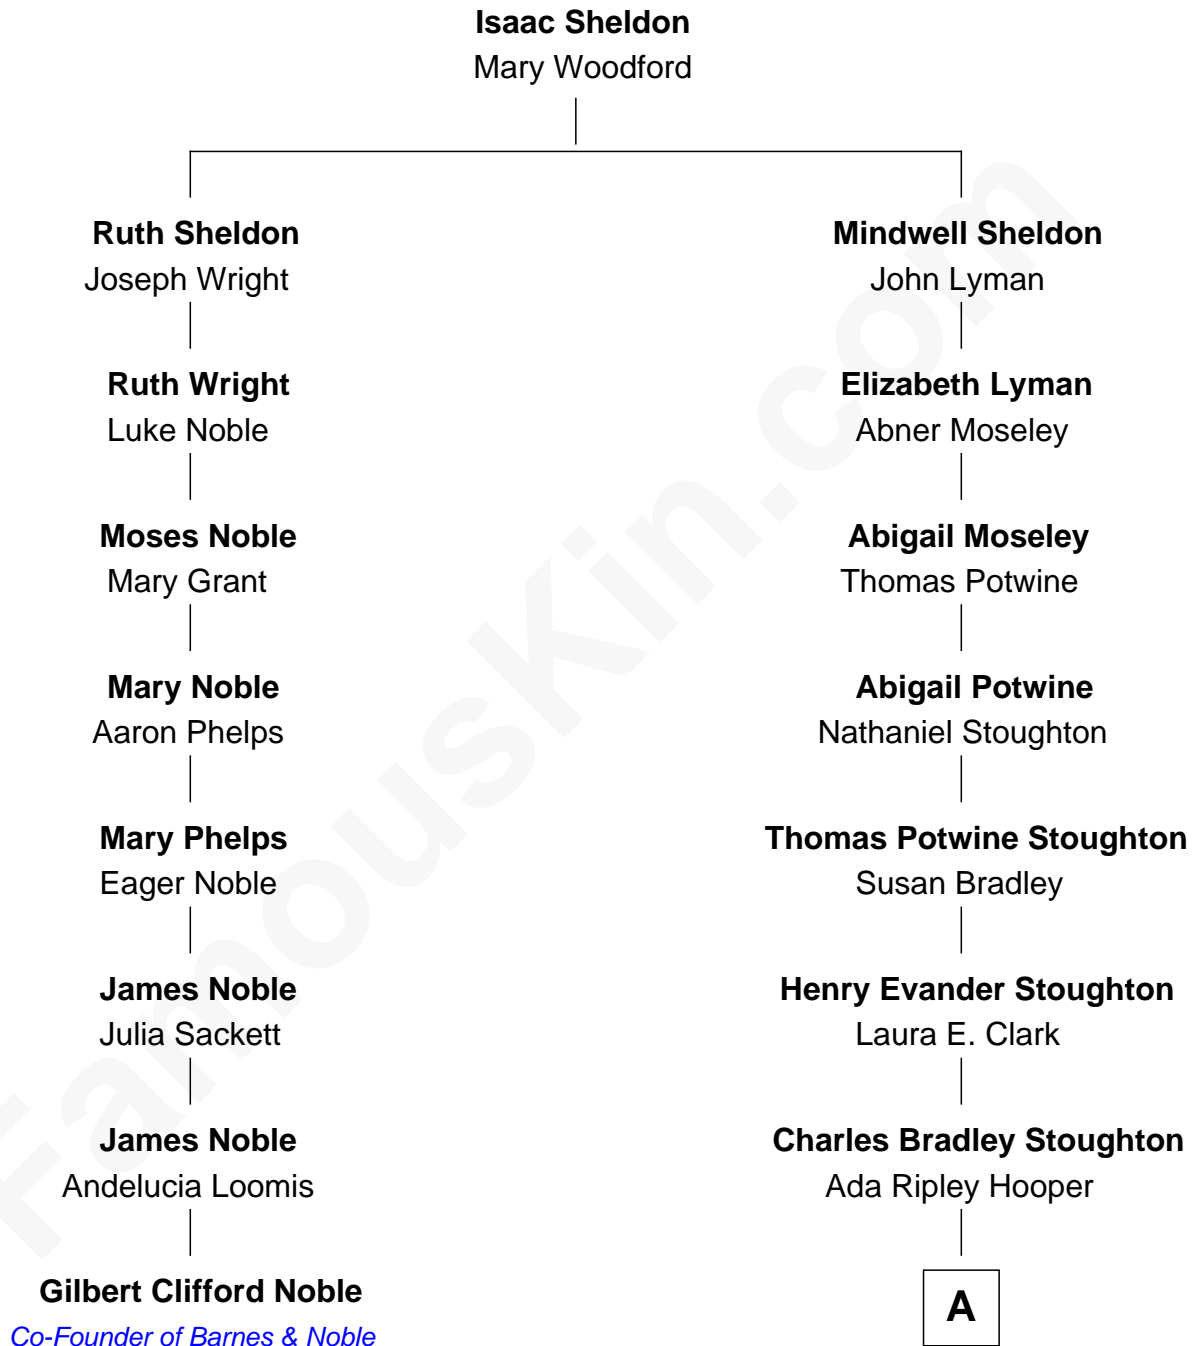 Isaac Sheldon
Mary Woodford
Ruth Sheldon
Joseph Wright
Mindwell Sheldon
John Lyman
Ruth Wright
Luke Noble
Elizabeth Lyman
Abner Moseley
Moses Noble
Mary Grant
Abigail Moseley
Thomas Potwine
Mary Noble
Aaron Phelps
Abigail Potwine
Nathaniel Stoughton
Mary Phelps
Eager Noble
Thomas Potwine Stoughton
Susan Bradley
James Noble
Julia Sackett
Henry Evander Stoughton
Laura E. Clark
James Noble
Andelucia Loomis
Charles Bradley Stoughton
Ada Ripley Hooper
Gilbert Clifford Noble
Co-Founder of Barnes & Noble
A
FamousKin.com